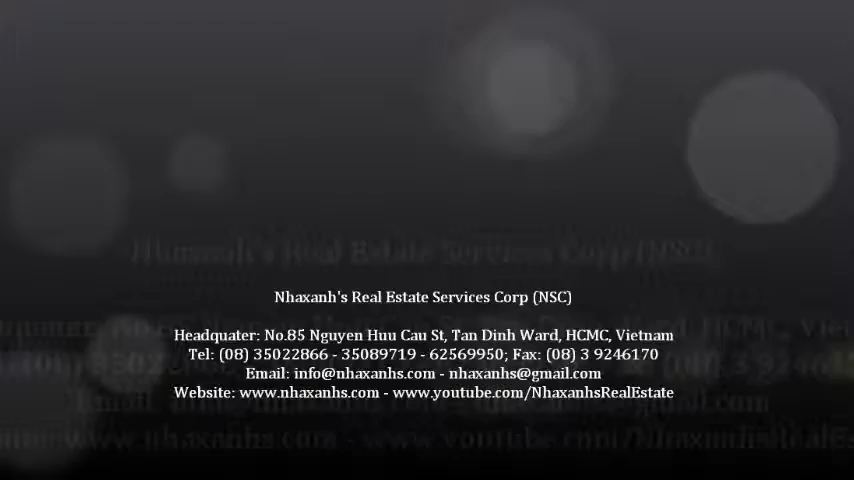 Nhaxanh's Real Estate Services Corp (NSC)
Headquater: No.85 Nguyen Huu Cau St, Tan Dinh Ward, HCMC, Vietnam
Tel: (08) 35022866 - 35089719 - 62569950; Fax: (08) 3 9246170
Email: info@nhaxanhs.com - nhaxanhs@gmail.com
Website: www.nhaxanhs.com - www.youtube.com/NhaxanhsRealEstate